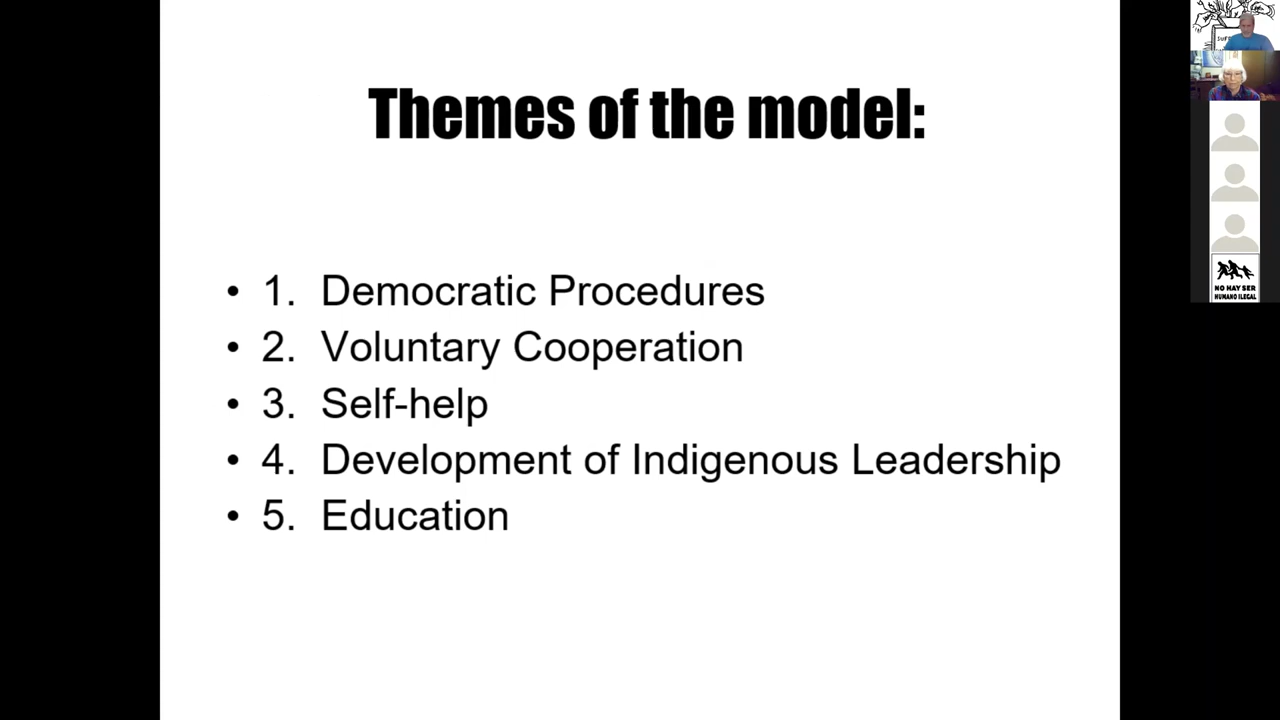 Themes of the model:
• 1. Democratic Procedures
• 2. Voluntary Cooperation
• 3. Self-help
• 4. Development of Indigenous Leadership
• 5. Education
NO HAY SER
HUMANO ILEGAL